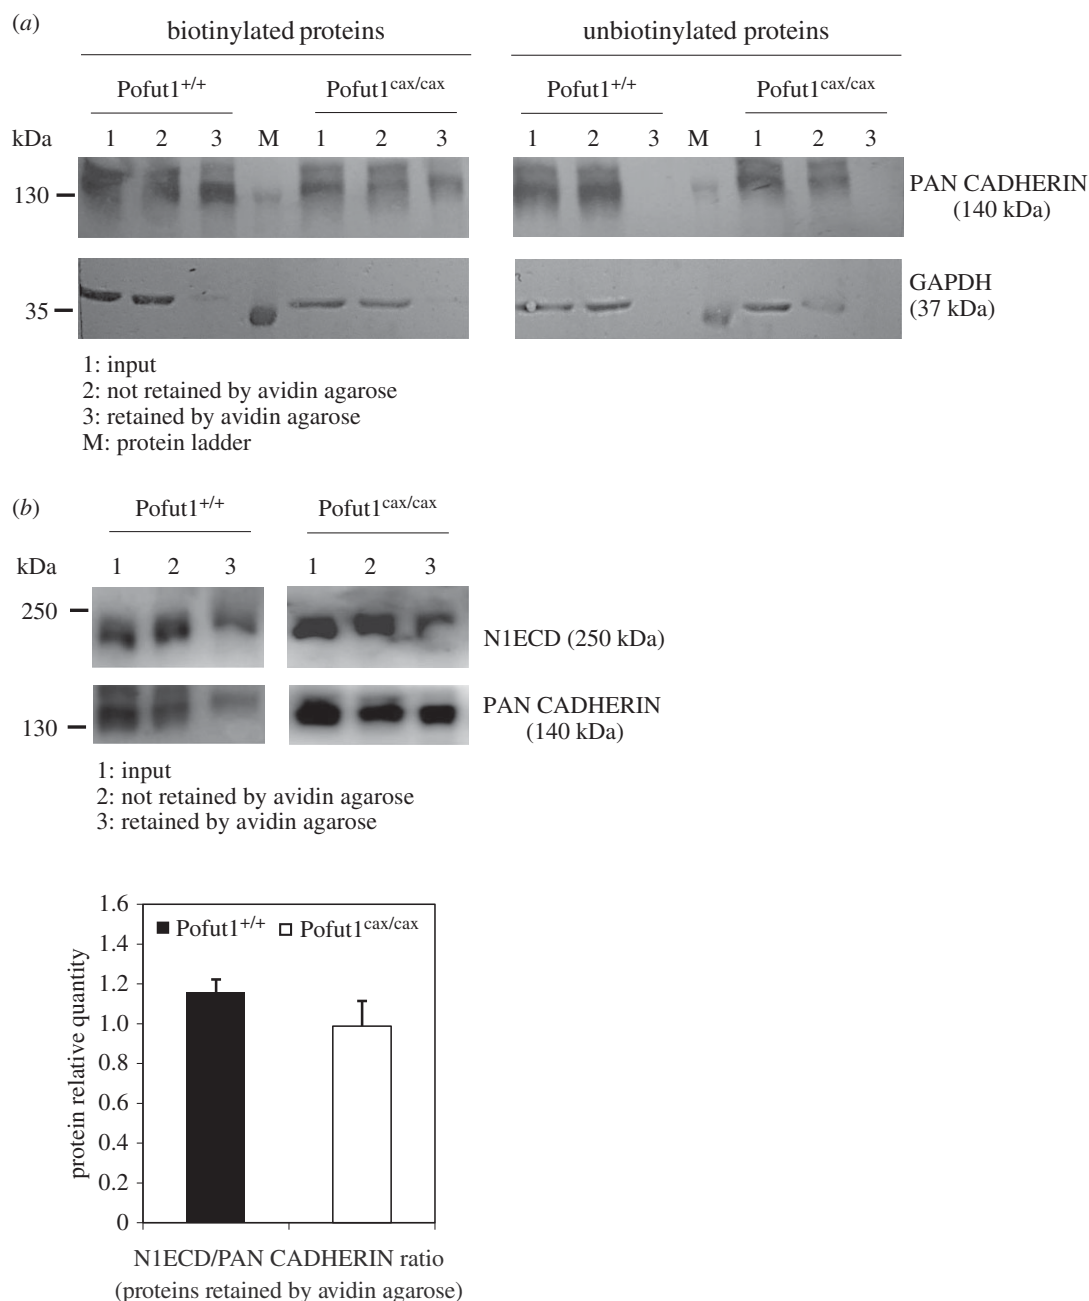 (a)
biotinylated proteins unbiotinylated proteins
Pofut1+/+ Pofut1cax/cax Pofut1+/+ Pofut1cax/cax
kDa 1 2 3 M 1 2 3 1 2 3 M 1 2 3
130 PAN CADHERIN
(140 kDa)
35 GAPDH
(37 kDa)
1: input
2: not retained by avidin agarose
3: retained by avidin agarose
M: protein ladder
(b)
Pofut1+/+ Pofut1cax/cax
kDa 1 2 3 1 2 3
250
N1ECD (250 kDa)
130 PAN CADHERIN
(140 kDa)
1: input
2: not retained by avidin agarose
3: retained by avidin agarose
protein relative quantity
1.6
1.4
1.2
1.0
0.8
0.6
0.4
0.2
0
Pofut1+/+ Pofut1cax/cax
N1ECD/PAN CADHERIN ratio
(proteins retained by avidin agarose)